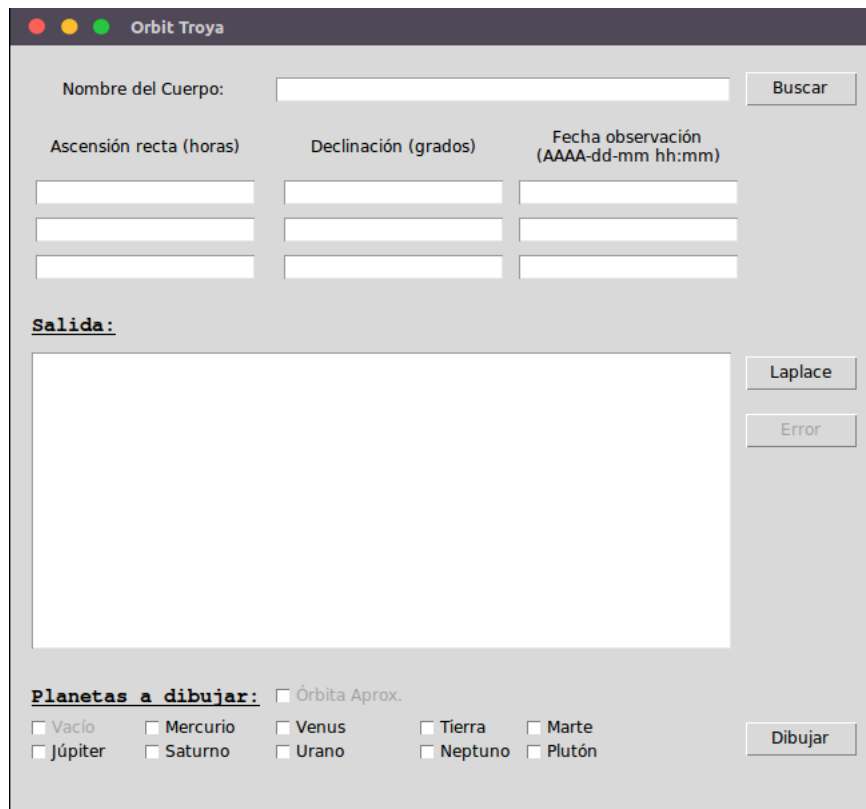 Orbit Troya
Nombre del Cuerpo:
Buscar
Ascensión recta (horas)
Declinación (grados)
Fecha observación
(AAAA-dd-mm hh:mm)
Salida:
Laplace
Error
Planetas a dibujar:
Órbita Aprox.
Vacío Mercurio Venus Tierra Marte
Júpiter Saturno Urano Neptuno Plutón
Dibujar